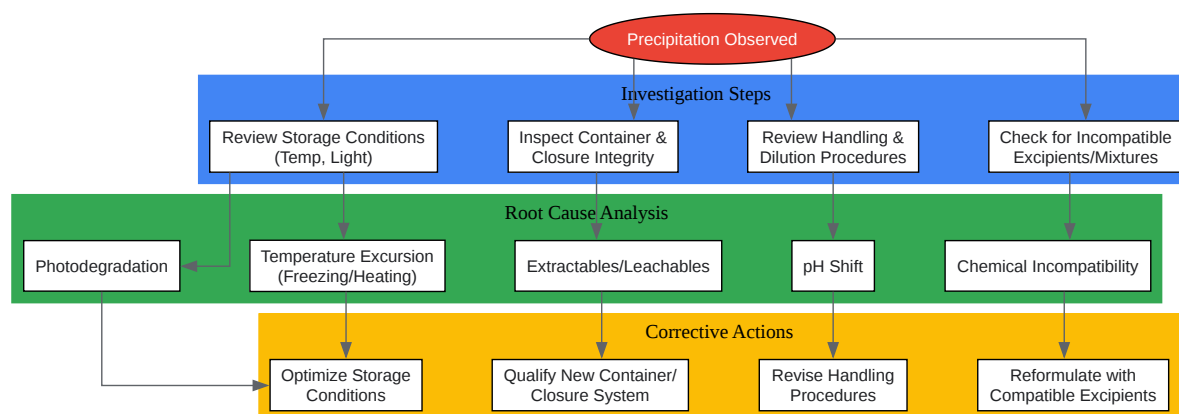 Precipitation Observed
Investigation Steps
Review Storage Conditions
(Temp, Light)
Inspect Container &
Closure Integrity
Review Handling &
Dilution Procedures
Check for Incompatible
Excipients/Mixtures
Root Cause Analysis
Photodegradation
Temperature Excursion
(Freezing/Heating)
Extractables/Leachables
pH Shift
Chemical Incompatibility
Corrective Actions
Optimize Storage
Conditions
Qualify New Container/
Closure System
Revise Handling
Procedures
Reformulate with
Compatible Excipients